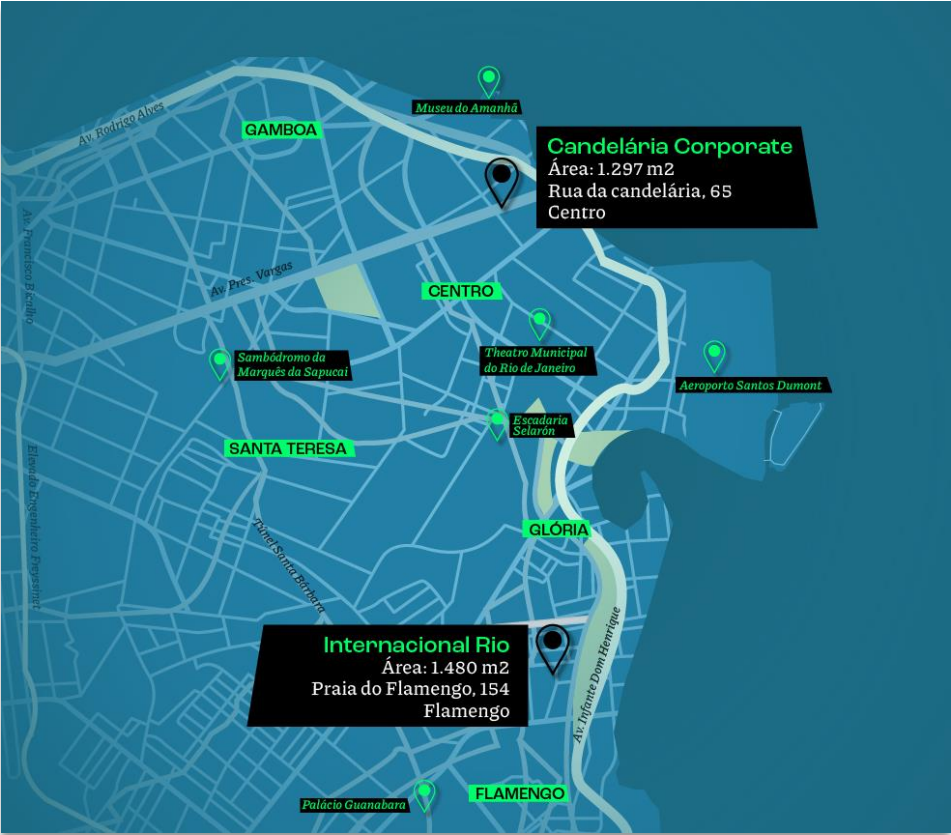 Museu do Amanhã
Av. Rodrigo Alves
GAMBOA
Candelária Corporate
Área: 1.297 m2
Rua da candelária, 65
Centro
Av. Francisco Bicalho
Av. Pres. Vargas
CENTRO
Sambódromo da
Marquês da Sapucai
Theatro Municipal
do Rio de Janeiro
Aeroporto Santos Dumont
Escadaria
Selarón
SANTA TERESA
Elevado Engenheiro Freyssinet
GLÓRIA
Túnel Santa Bárbara
Internacional Rio
Área: 1.480 m2
Praia do Flamengo, 154
Flamengo
Av. Infante Dom Henrique
FLAMENGO
Palácio Guanabara